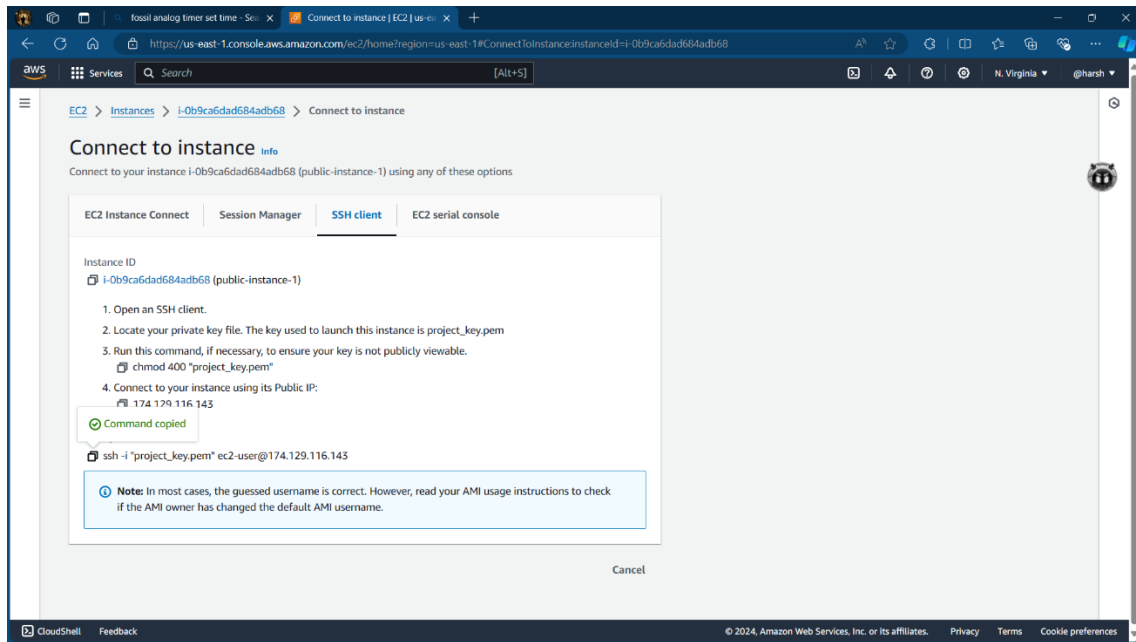 fossil analog timer set time - Sea
Connect to instance | EC2 | us-ea
https://us-east-1.console.aws.amazon.com/ec2/home?region=us-east-1#ConnectToInstance:instanceId=i-0b9ca6dad684adb68
aws
Services
Search
[Alt+S]
N. Virginia
@harsh
EC2 > Instances > i-0b9ca6dad684adb68 > Connect to instance
Connect to instance Info
Connect to your instance i-0b9ca6dad684adb68 (public-instance-1) using any of these options
EC2 Instance Connect
Session Manager
SSH client
EC2 serial console
Instance ID
i-0b9ca6dad684adb68 (public-instance-1)
1. Open an SSH client.
2. Locate your private key file. The key used to launch this instance is project_key.pem
3. Run this command, if necessary, to ensure your key is not publicly viewable.
chmod 400 "project_key.pem"
4. Connect to your instance using its Public IP:
174.129.116.143
Command copied
ssh -i "project_key.pem" ec2-user@174.129.116.143
Note: In most cases, the guessed username is correct. However, read your AMI usage instructions to check
if the AMI owner has changed the default AMI username.
Cancel
CloudShell
Feedback
© 2024, Amazon Web Services, Inc. or its affiliates.
Privacy
Terms
Cookie preferences